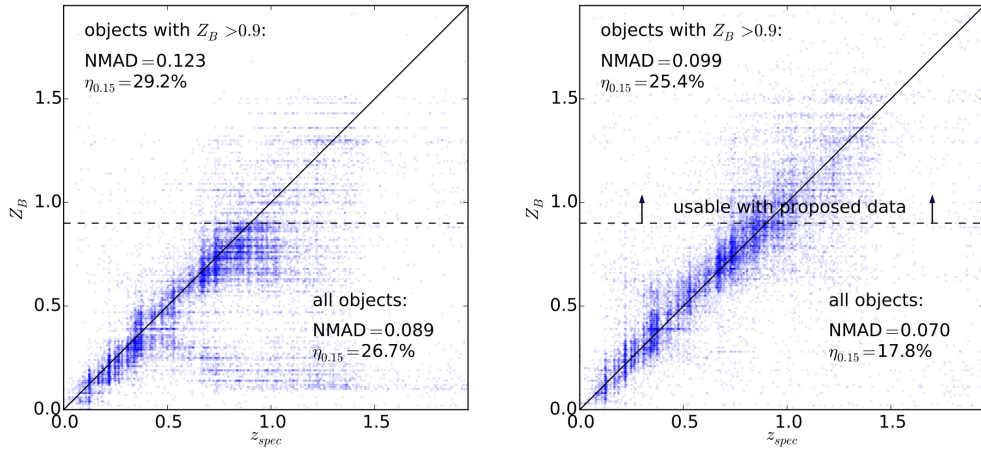 objects with Z_B >0.9:
NMAD=0.123
η_0.15=29.2%
all objects:
NMAD=0.089
η_0.15=26.7%
Z_B
1.5
1.0
0.5
0.0
0.0 0.5 1.0 1.5
z_spec
objects with Z_B >0.9:
NMAD=0.099
η_0.15=25.4%
usable with proposed data
all objects:
NMAD=0.070
η_0.15=17.8%
Z_B
1.5
1.0
0.5
0.0
0.0 0.5 1.0 1.5
z_spec